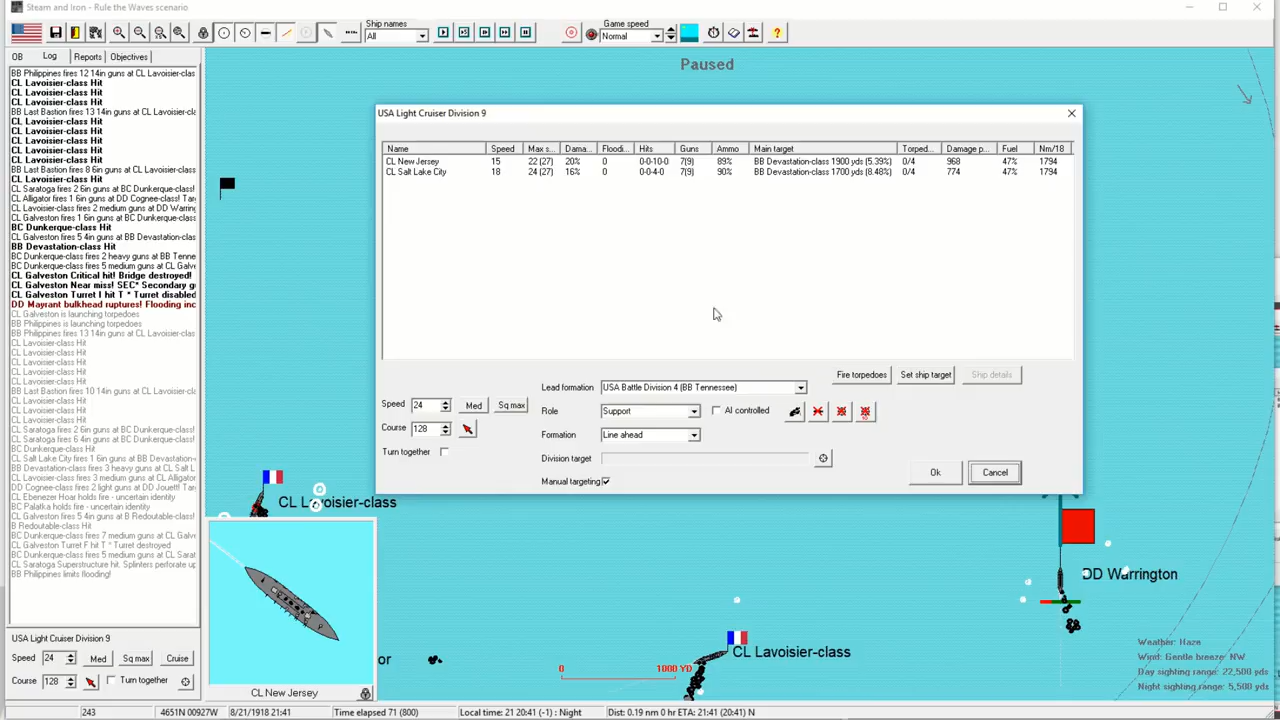 Steam and Iron - Rule the Waves scenario
Ship names
All
Game speed
Normal
OB Log Reports Objectives
Paused
BB Philippines fires 12 14in guns at CL Lavoisier-clas
CL Lavoisier-class Hit
CL Lavoisier-class Hit
CL Lavoisier-class Hit
BB Last Bastion fires 13 14in guns at CL Lavoisier-cl
CL Lavoisier-class Hit
CL Lavoisier-class Hit
CL Lavoisier-class Hit
CL Lavoisier-class Hit
BB Last Bastion fires 8 6in guns at CL Lavoisier-clas
CL Lavoisier-class Hit
CL Saratoga fires 2 6in guns at BC Dunkerque-class!
CL Alligator fires 1 6in guns at DD Cognee-class! Tar
CL Lavoisier-class fires 2 medium guns at DD Warring
CL Galveston fires 1 6in guns at BC Dunkerque-class
BC Dunkerque-class Hit
CL Galveston fires 5 4in guns at BB Devastation-clas
BB Devastation-class Hit
BC Dunkerque-class fires 2 heavy guns at BB Tenne
BC Dunkerque-class fires 5 medium guns at CL Galv
CL Galveston Critical hit! Bridge destroyed!
CL Galveston Near miss! SEC* Secondary g
CL Galveston Turret I hit T * Turret disabled
DD Mayrant bulkhead ruptures! Flooding inc
CL Galveston is launching torpedoes
BB Philippines is launching torpedoes
BB Philippines fires 13 14in guns at CL Lavoisier-clas
CL Lavoisier-class Hit
CL Lavoisier-class Hit
CL Lavoisier-class Hit
CL Lavoisier-class Hit
CL Lavoisier-class Hit
BB Last Bastion fires 10 14in guns at CL Lavoisier-cl
CL Lavoisier-class Hit
CL Lavoisier-class Hit
CL Lavoisier-class Hit
CL Saratoga fires 2 6in guns at BC Dunkerque-class!
CL Saratoga fires 6 4in guns at BC Dunkerque-class!
BC Dunkerque-class Hit
CL Salt Lake City fires 1 6in guns at BB Devastation-c
BB Devastation-class fires 3 heavy guns at CL Salt L
CL Lavoisier-class fires 3 medium guns at CL Alligato
DD Cognee-class fires 2 light guns at DD Jouett! Tar
CL Ebenezer Hoar holds fire - uncertain identity
BC Palatka holds fire - uncertain identity
CL Galveston fires 5 4in guns at B Redoutable-class!
B Redoutable-class Hit
BC Dunkerque-class fires 7 medium guns at CL Galv
CL Galveston Turret F hit T * Turret destroyed
BC Dunkerque-class fires 5 medium guns at CL Sarat
CL Saratoga Superstructure hit. Splinters perforate up
BB Philippines limits flooding!
USA Light Cruiser Division 9
Name Speed Max s... Dama... Floodi... Hits Guns Ammo Main target Torped... Damage p... Fuel Nm/18
CL New Jersey 15 22 (27) 20% 0 0-0-10-0 7(9) 89% BB Devastation-class 1900 yds (5.39%) 0/4 968 47% 1794
CL Salt Lake City 18 24 (27) 16% 0 0-0-4-0 7(9) 90% BB Devastation-class 1700 yds (8.48%) 0/4 774 47% 1794
Fire torpedoes Set ship target Ship details
Lead formation USA Battle Division 4 (BB Tennessee)
Speed 24 Med Sq max
Role Support AI controlled
Course 128
Formation Line ahead
Turn together
Division target
Ok Cancel
Manual targeting
CL Lavoisier-class
DD Warrington
CL Lavoisier-class
or
0 1000 YD
Weather: Haze
Wind: Gentle breeze: NW
Day sighting range: 22,500 yds
Night sighting range: 5,500 yds
USA Light Cruiser Division 9
Speed 24 Med Sq max Cruise
Course 128 Turn together
CL New Jersey
243 4651N 00927W 8/21/1918 21:41 Time elapsed 71 (800) Local time: 21 20:41 (-1) : Night Dist: 0.19 nm 0 hr ETA: 21:41 (20:41) N